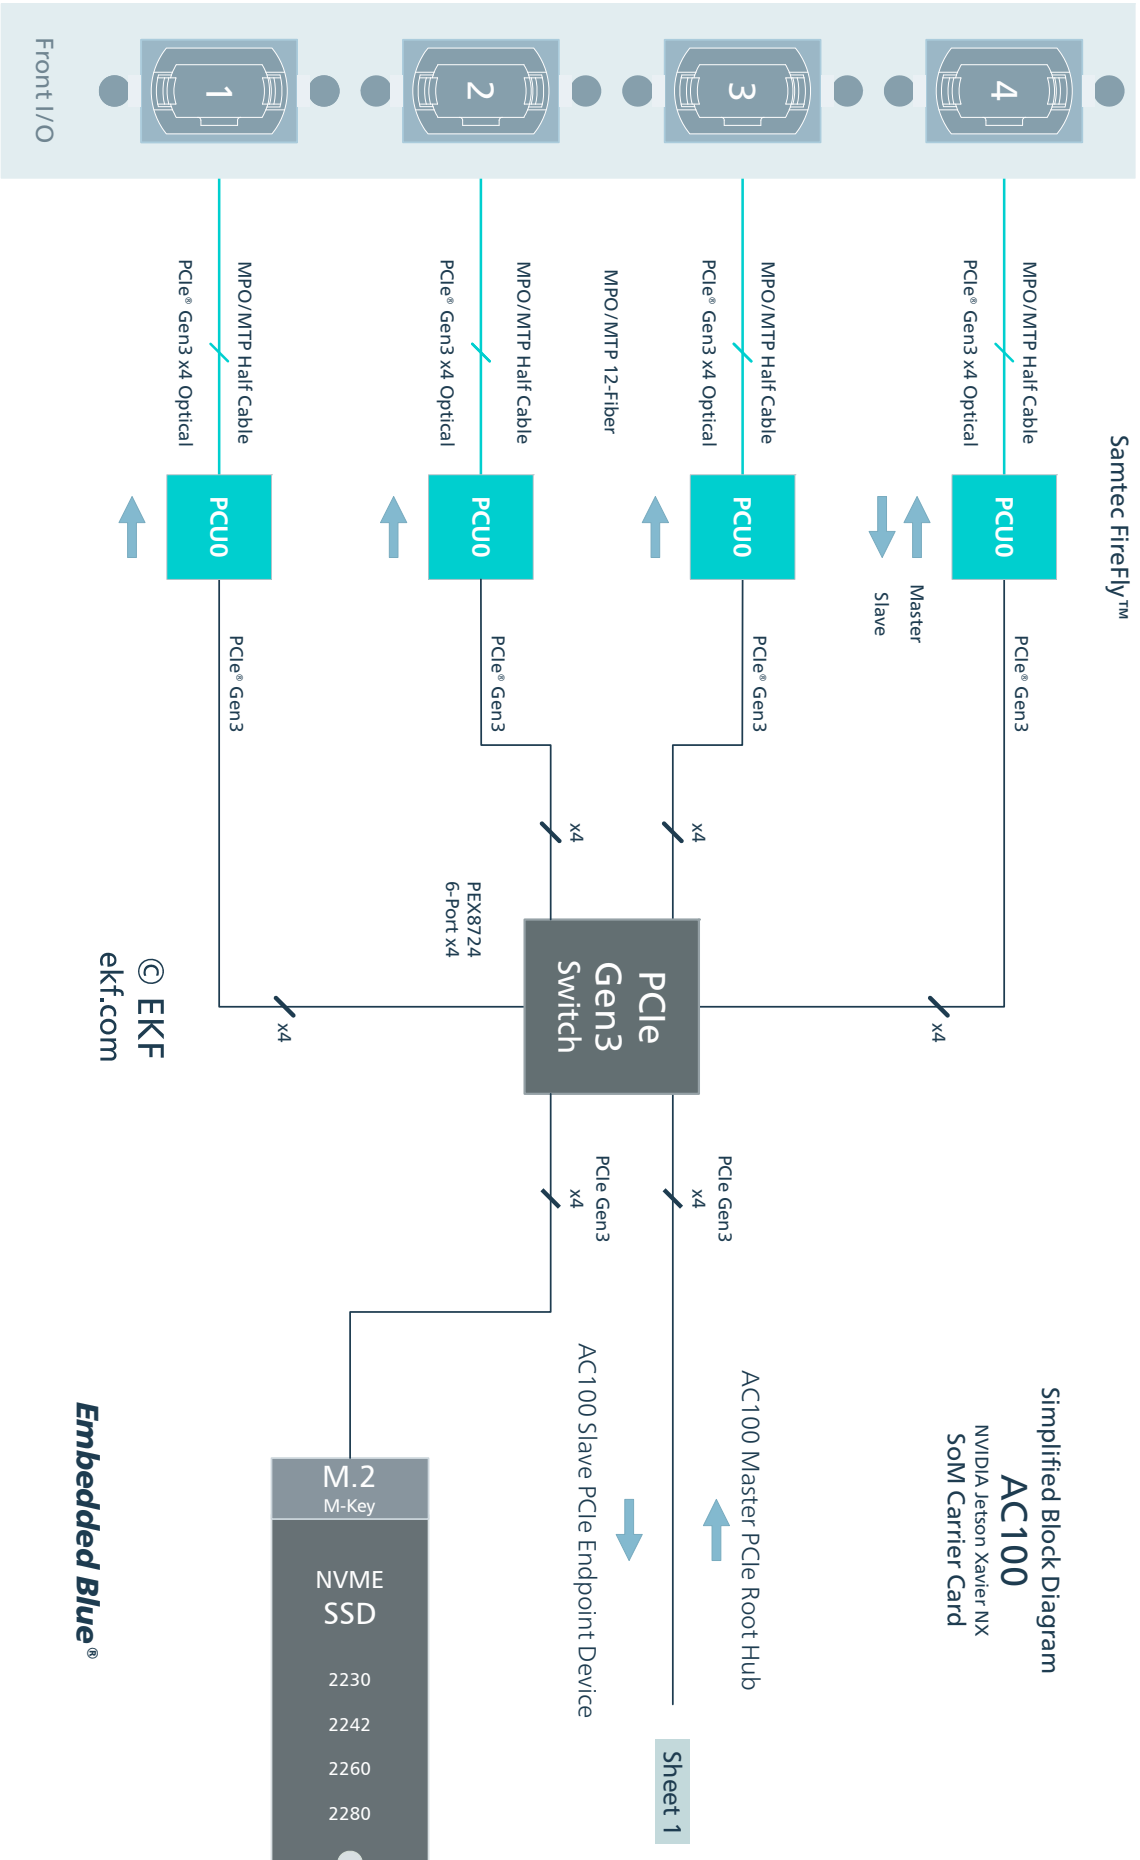 Front I/O
1
2
3
4
PCIe® Gen3 x4 Optical
MPO/MTP Half Cable
PCIe® Gen3 x4 Optical
MPO/MTP Half Cable
MPO/MTP 12-Fiber
PCIe® Gen3 x4 Optical
MPO/MTP Half Cable
PCIe® Gen3 x4 Optical
MPO/MTP Half Cable
Samtec FireFly™
PCU0
PCU0
PCU0
PCU0
Master
Slave
PCIe® Gen3
PCIe® Gen3
PCIe® Gen3
PCIe® Gen3
x4
x4
x4
x4
PEX8724
6-Port x4
PCIe
Gen3
Switch
© EKF
ekf.com
PCIe Gen3
x4
PCIe Gen3
x4
AC100 Master PCIe Root Hub
AC100 Slave PCIe Endpoint Device
Simplified Block Diagram
AC100
NVIDIA Jetson Xavier NX
SoM Carrier Card
Sheet 1
M.2
M-Key
NVME
SSD
2230
2242
2260
2280
Embedded Blue®